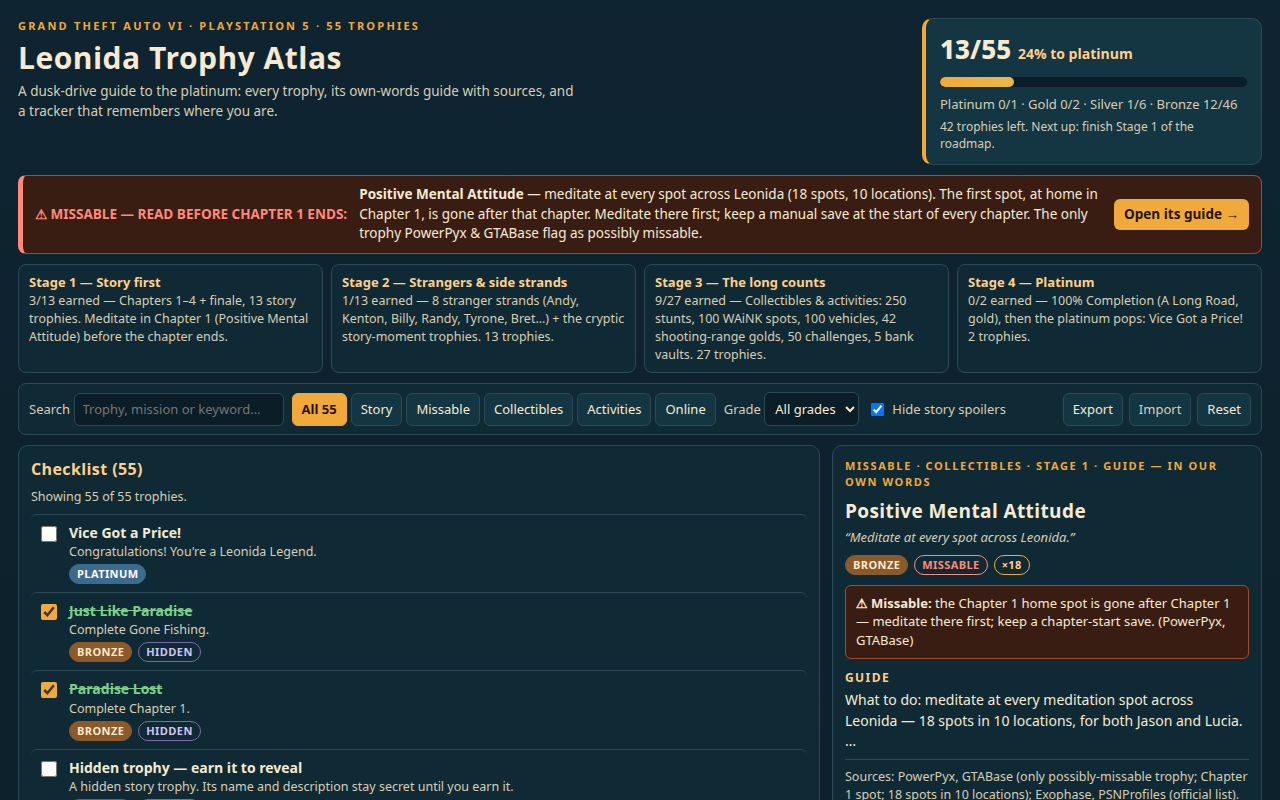 GRAND THEFT AUTO VI · PLAYSTATION 5 · 55 TROPHIES
Leonida Trophy Atlas
A dusk-drive guide to the platinum: every trophy, its own-words guide with sources, and
a tracker that remembers where you are.
13/55 24% to platinum
Platinum 0/1 · Gold 0/2 · Silver 1/6 · Bronze 12/46
42 trophies left. Next up: finish Stage 1 of the
roadmap.
⚠ MISSABLE — READ BEFORE CHAPTER 1 ENDS:
Positive Mental Attitude — meditate at every spot across Leonida (18 spots, 10 locations). The first spot, at home in
Chapter 1, is gone after that chapter. Meditate there first; keep a manual save at the start of every chapter. The only
trophy PowerPyx & GTABase flag as possibly missable.
Open its guide →
Stage 1 — Story first
3/13 earned — Chapters 1–4 + finale, 13 story
trophies. Meditate in Chapter 1 (Positive Mental
Attitude) before the chapter ends.
Stage 2 — Strangers & side strands
1/13 earned — 8 stranger strands (Andy,
Kenton, Billy, Randy, Tyrone, Bret...) + the cryptic
story-moment trophies. 13 trophies.
Stage 3 — The long counts
9/27 earned — Collectibles & activities: 250
stunts, 100 WAiNK spots, 100 vehicles, 42
shooting-range golds, 50 challenges, 5 bank
vaults. 27 trophies.
Stage 4 — Platinum
0/2 earned — 100% Completion (A Long Road,
gold), then the platinum pops: Vice Got a Price!
2 trophies.
Search Trophy, mission or keyword... All 55 Story Missable Collectibles Activities Online Grade All grades Hide story spoilers Export Import Reset
Checklist (55)
Showing 55 of 55 trophies.
Vice Got a Price!
Congratulations! You're a Leonida Legend.
PLATINUM
Just Like Paradise
Complete Gone Fishing.
BRONZE HIDDEN
Paradise Lost
Complete Chapter 1.
BRONZE HIDDEN
Hidden trophy — earn it to reveal
A hidden story trophy. Its name and description stay secret until you earn it.
MISSABLE · COLLECTIBLES · STAGE 1 · GUIDE — IN OUR
OWN WORDS
Positive Mental Attitude
“Meditate at every spot across Leonida.”
BRONZE MISSABLE ×18
⚠ Missable: the Chapter 1 home spot is gone after Chapter 1
— meditate there first; keep a chapter-start save. (PowerPyx,
GTABase)
GUIDE
What to do: meditate at every meditation spot across
Leonida — 18 spots in 10 locations, for both Jason and Lucia.
...
Sources: PowerPyx, GTABase (only possibly-missable trophy; Chapter
1 spot; 18 spots in 10 locations); Exophase, PSNProfiles (official list).